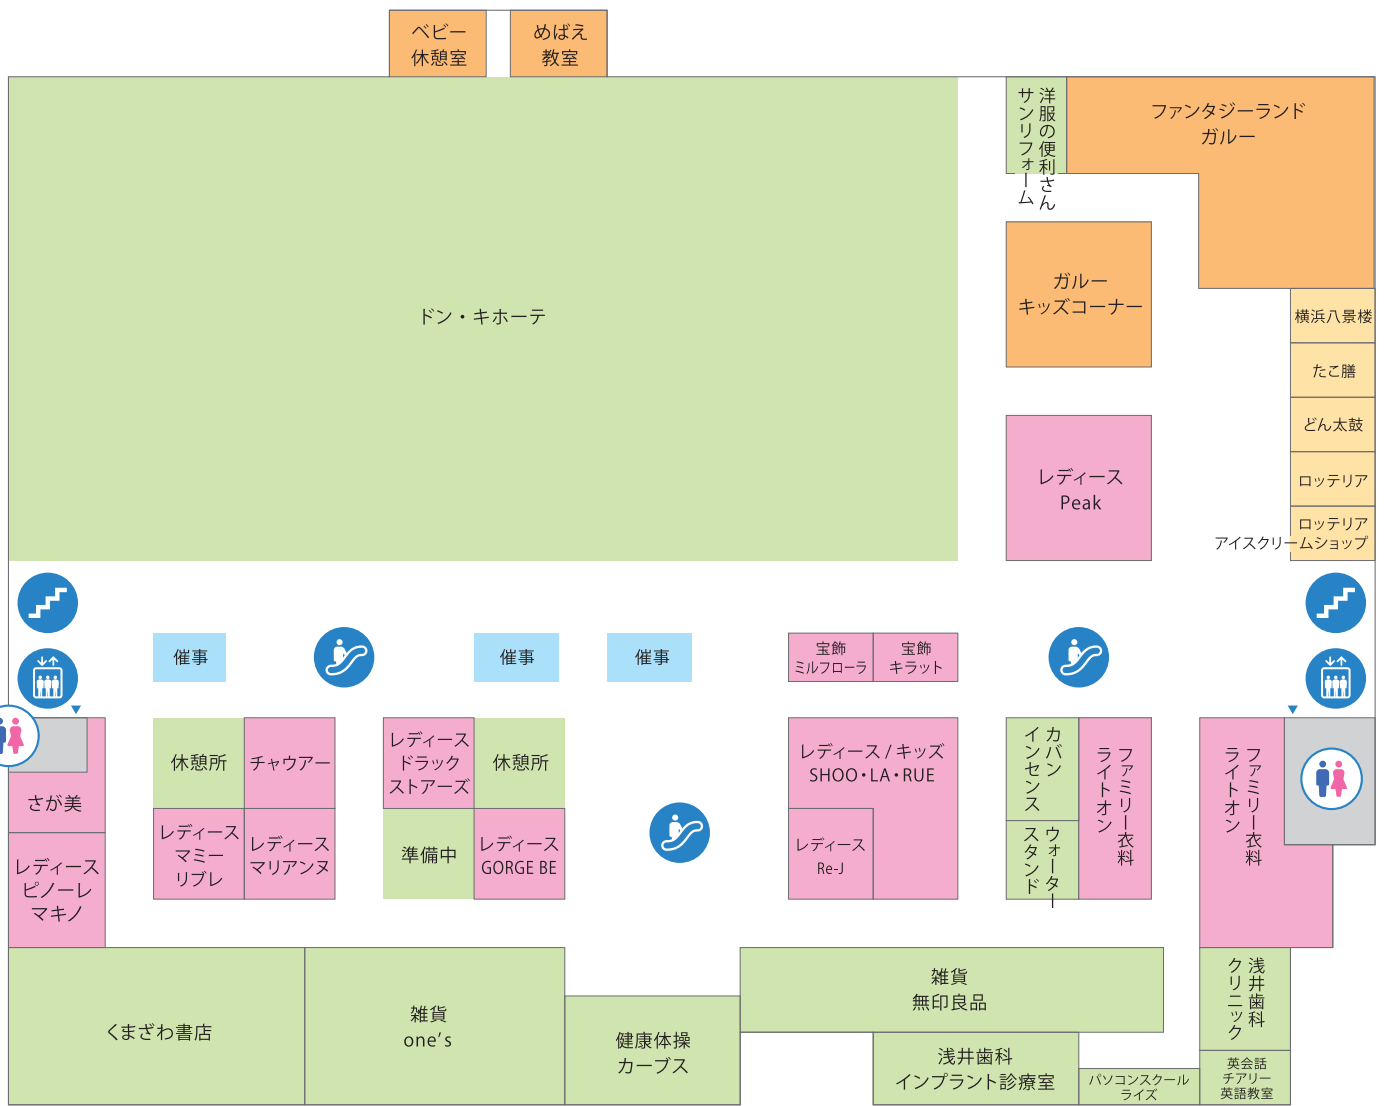 ベビー
休憩室
めばえ
教室
洋服の便利さん
サンリフォーム
ファンタジーランド
ガルー
ドン・キホーテ
ガルー
キッズコーナー
横浜八景楼
たこ膳
どん太鼓
ロッテリア
ロッテリア
アイスクリームショップ
レディース
Peak
催事
催事
催事
宝飾
ミルフローラ
宝飾
キラット
さが美
レディース
ピノーレ
マキノ
休憩所
チャウアー
レディース
マミー
リブレ
レディース
マリアンヌ
レディース
ドラック
ストアーズ
休憩所
準備中
レディース
GORGE BE
レディース / キッズ
SHOO・LA・RUE
レディース
Re-J
カバン
インセンス
ウォーター
スタンド
ファミリー衣料
ライトオン
ファミリー衣料
ライトオン
くまざわ書店
雑貨
one's
健康体操
カーブス
雑貨
無印良品
浅井歯科
インプラント診療室
パソコンスクール
ライズ
浅井歯科
クリニック
英会話
チアリー
英語教室